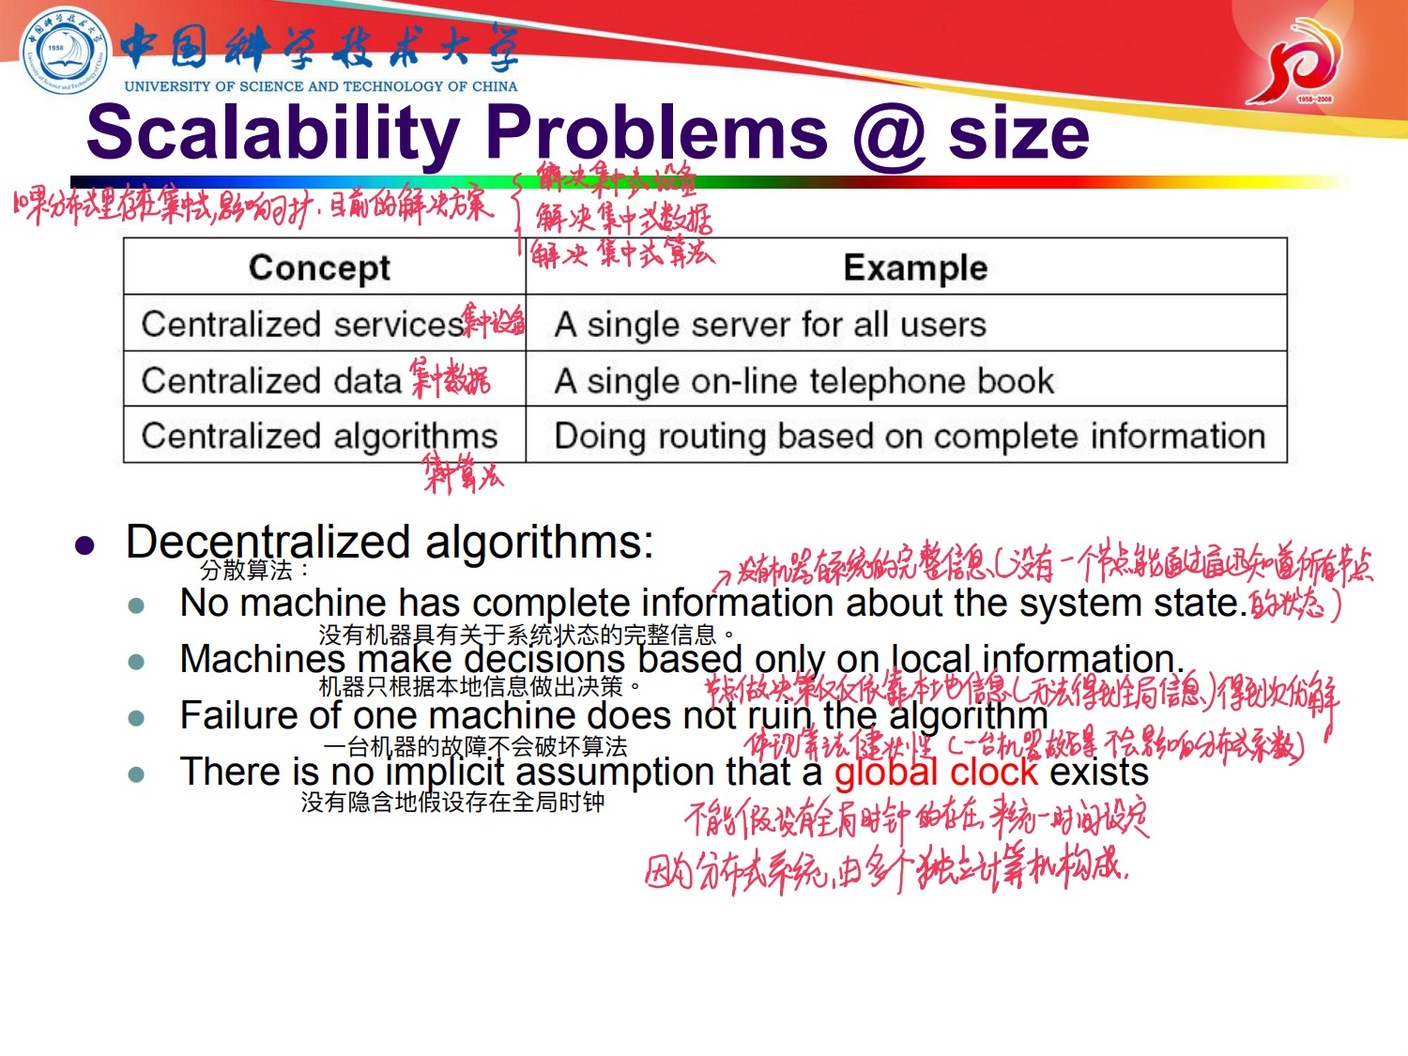 中国科学技术大学
UNIVERSITY OF SCIENCE AND TECHNOLOGY OF CHINA
1958
1958—2008
Scalability Problems @ size
如果分布式里存在集中式,影响可扩.目前的解决方案
解决集中式设备
解决集中式数据
解决集中式算法
Concept Example
Centralized services 集中设备 A single server for all users
Centralized data 集中数据 A single on-line telephone book
Centralized algorithms Doing routing based on complete information
集中算法
Decentralized algorithms:
分散算法：
→没有机器有系统的完整信息(没有一个节点能通过通讯知道所有节点
No machine has complete information about the system state. 的状态)
没有机器具有关于系统状态的完整信息。
Machines make decisions based only on local information.
机器只根据本地信息做出决策。
节点做决策仅仅依靠本地信息(无法得到全局信息)得到次优解
Failure of one machine does not ruin the algorithm
一台机器的故障不会破坏算法
体现算法健壮性(一台机器故障不会影响分布式系数)
There is no implicit assumption that a global clock exists
没有隐含地假设存在全局时钟
不能假设有全局时钟的存在,来统一时间设定
因为分布式系统,由多个独立计算机构成.